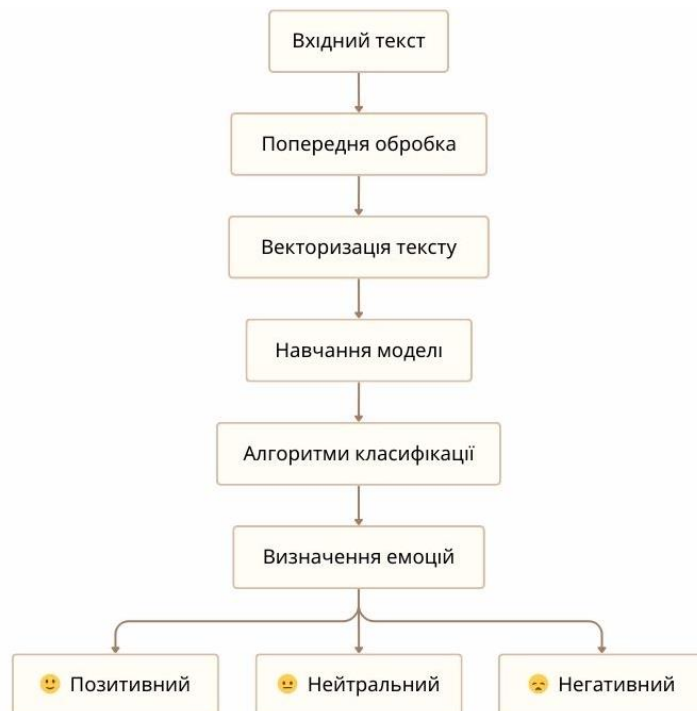 Вхідний текст
Попередня обробка
Векторизація тексту
Навчання моделі
Алгоритми класифікації
Визначення емоцій
🙂 Позитивний
😐 Нейтральний
😞 Негативний